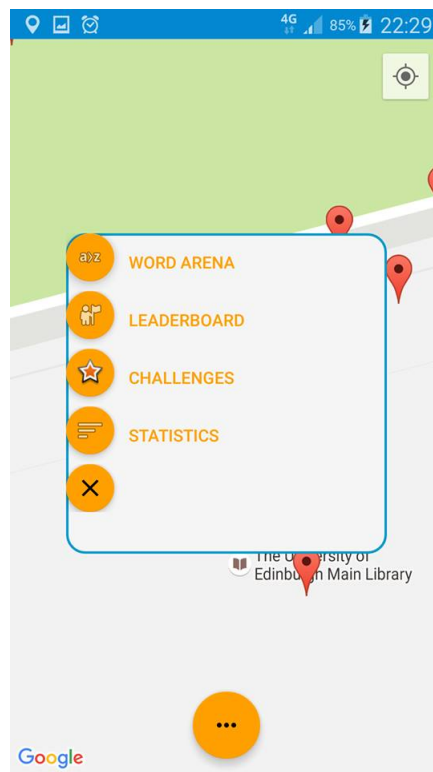 4G 85% 22:29
a)z WORD ARENA
LEADERBOARD
CHALLENGES
STATISTICS
The University of
Edinburgh Main Library
Google